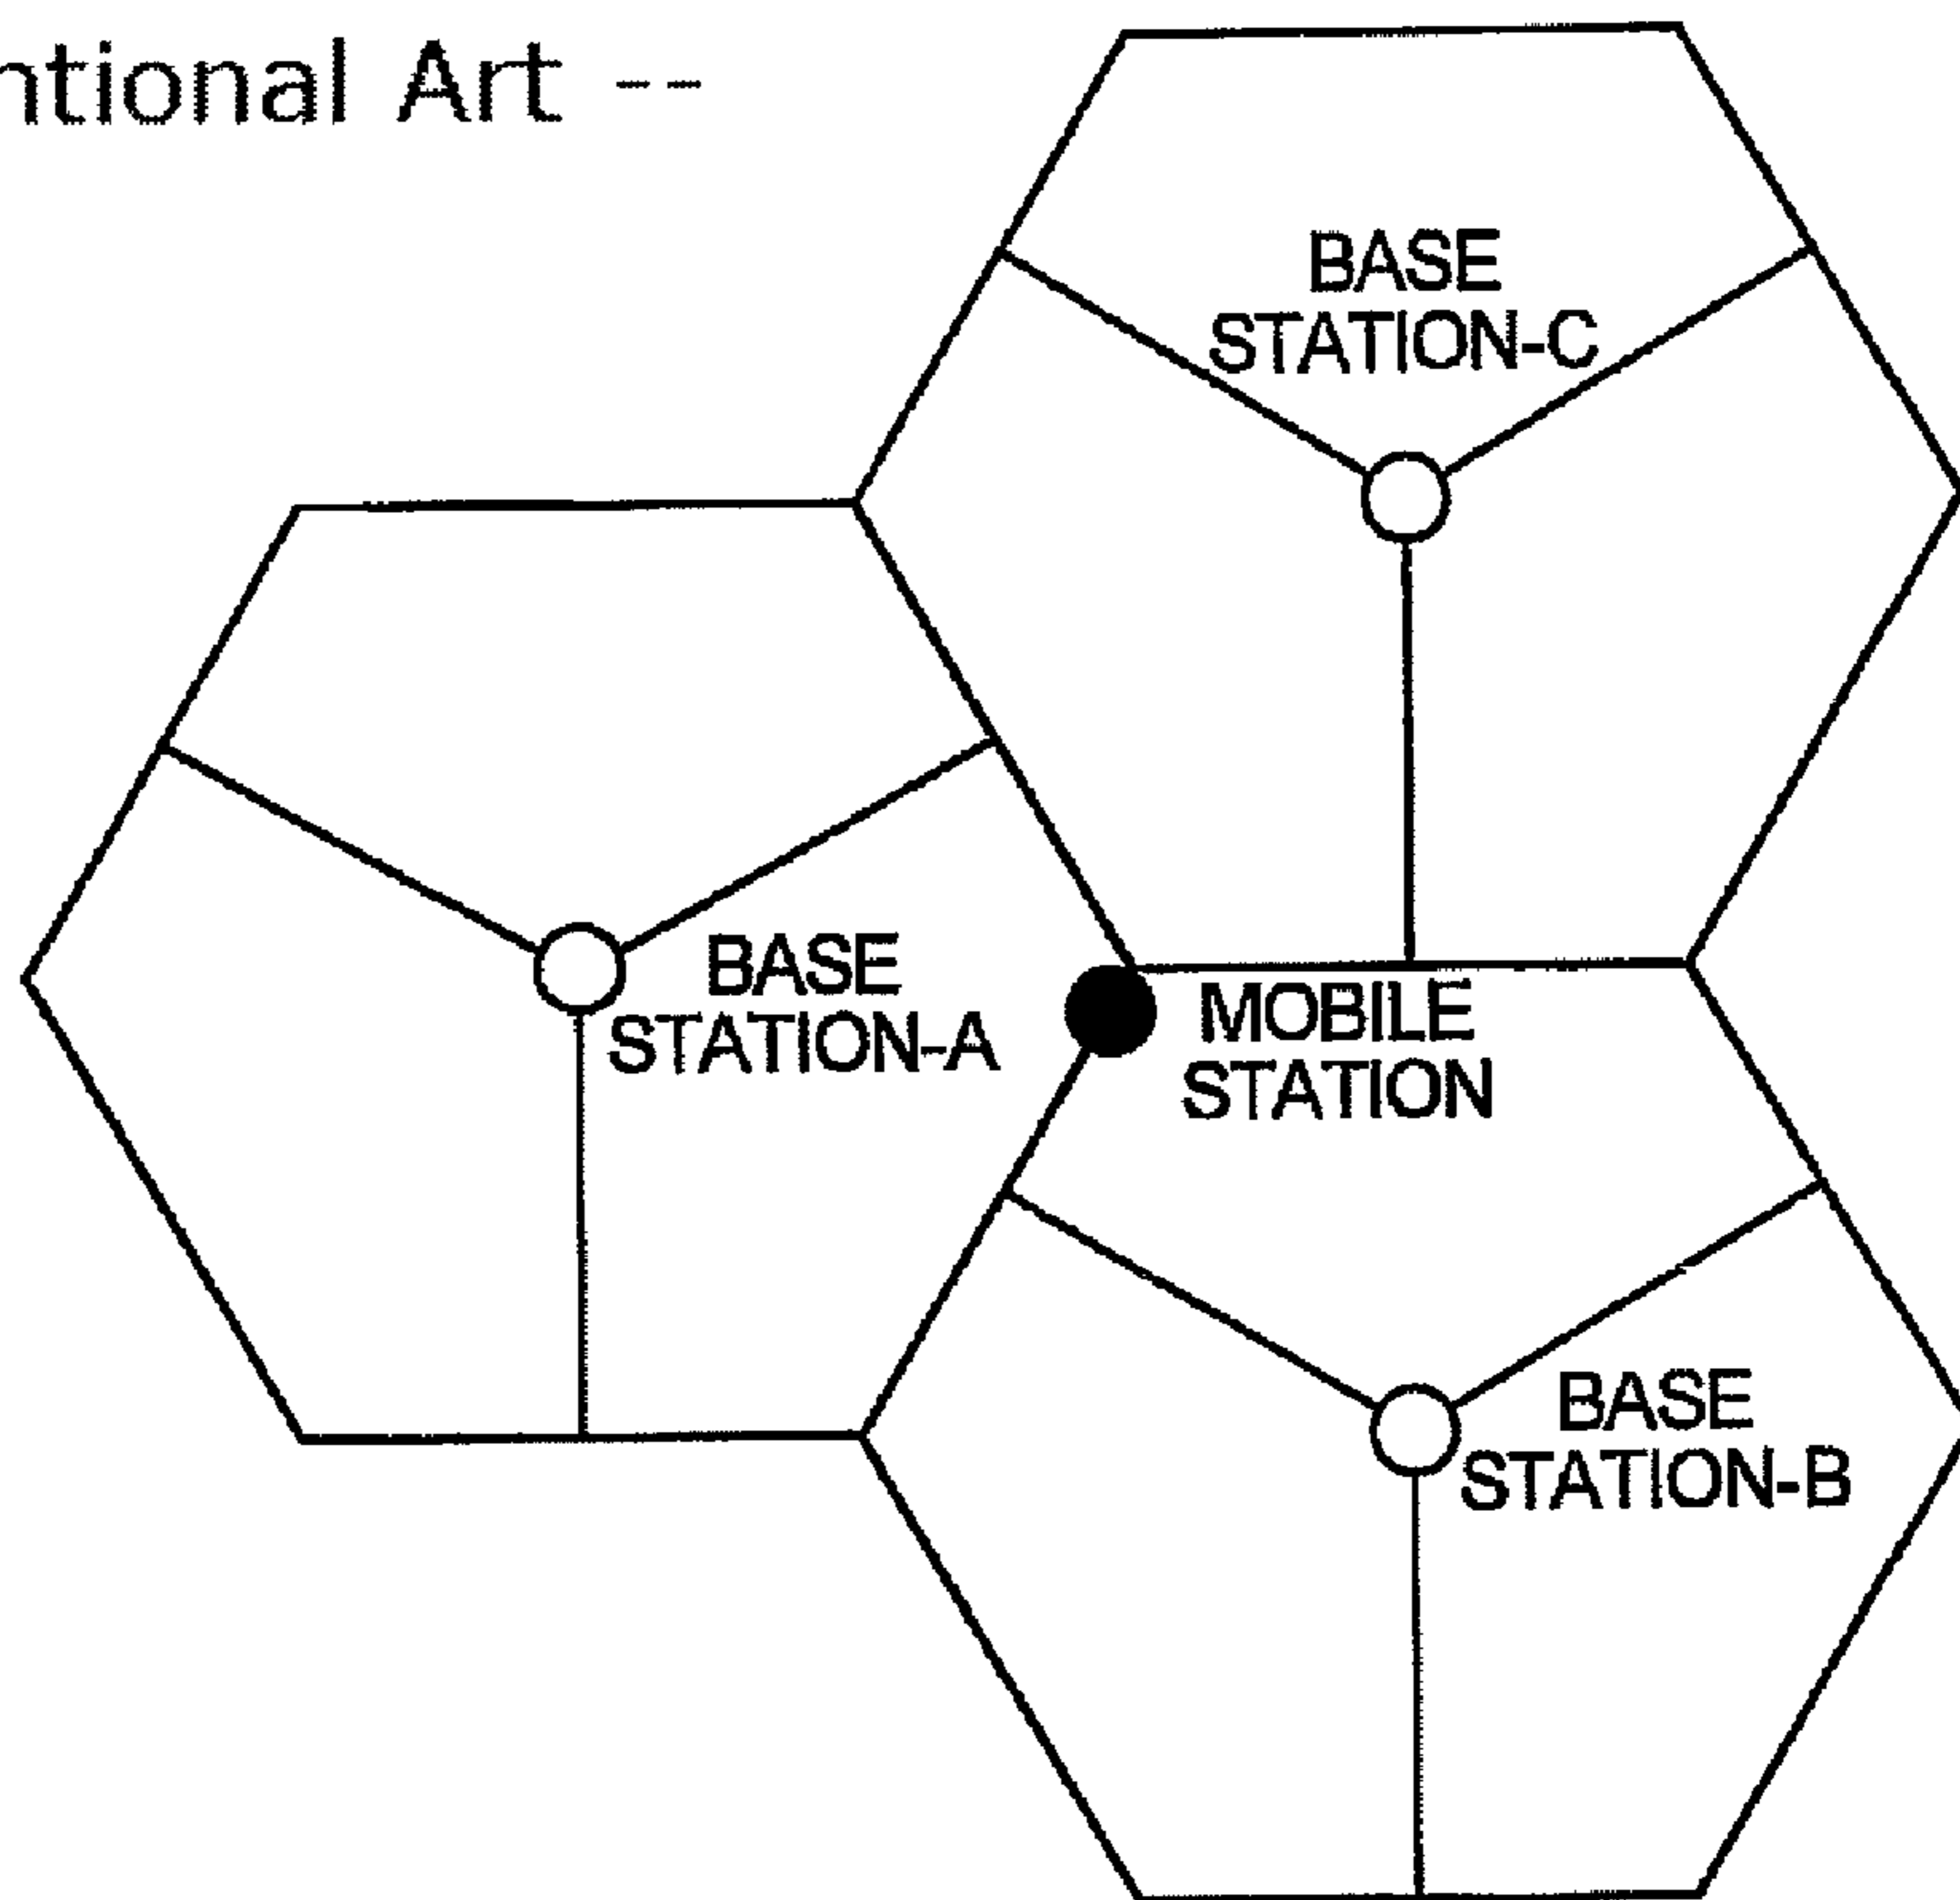 ntional Art --
BASE
STATION-C
BASE
STATION-A
MOBILE
STATION
BASE
STATION-B